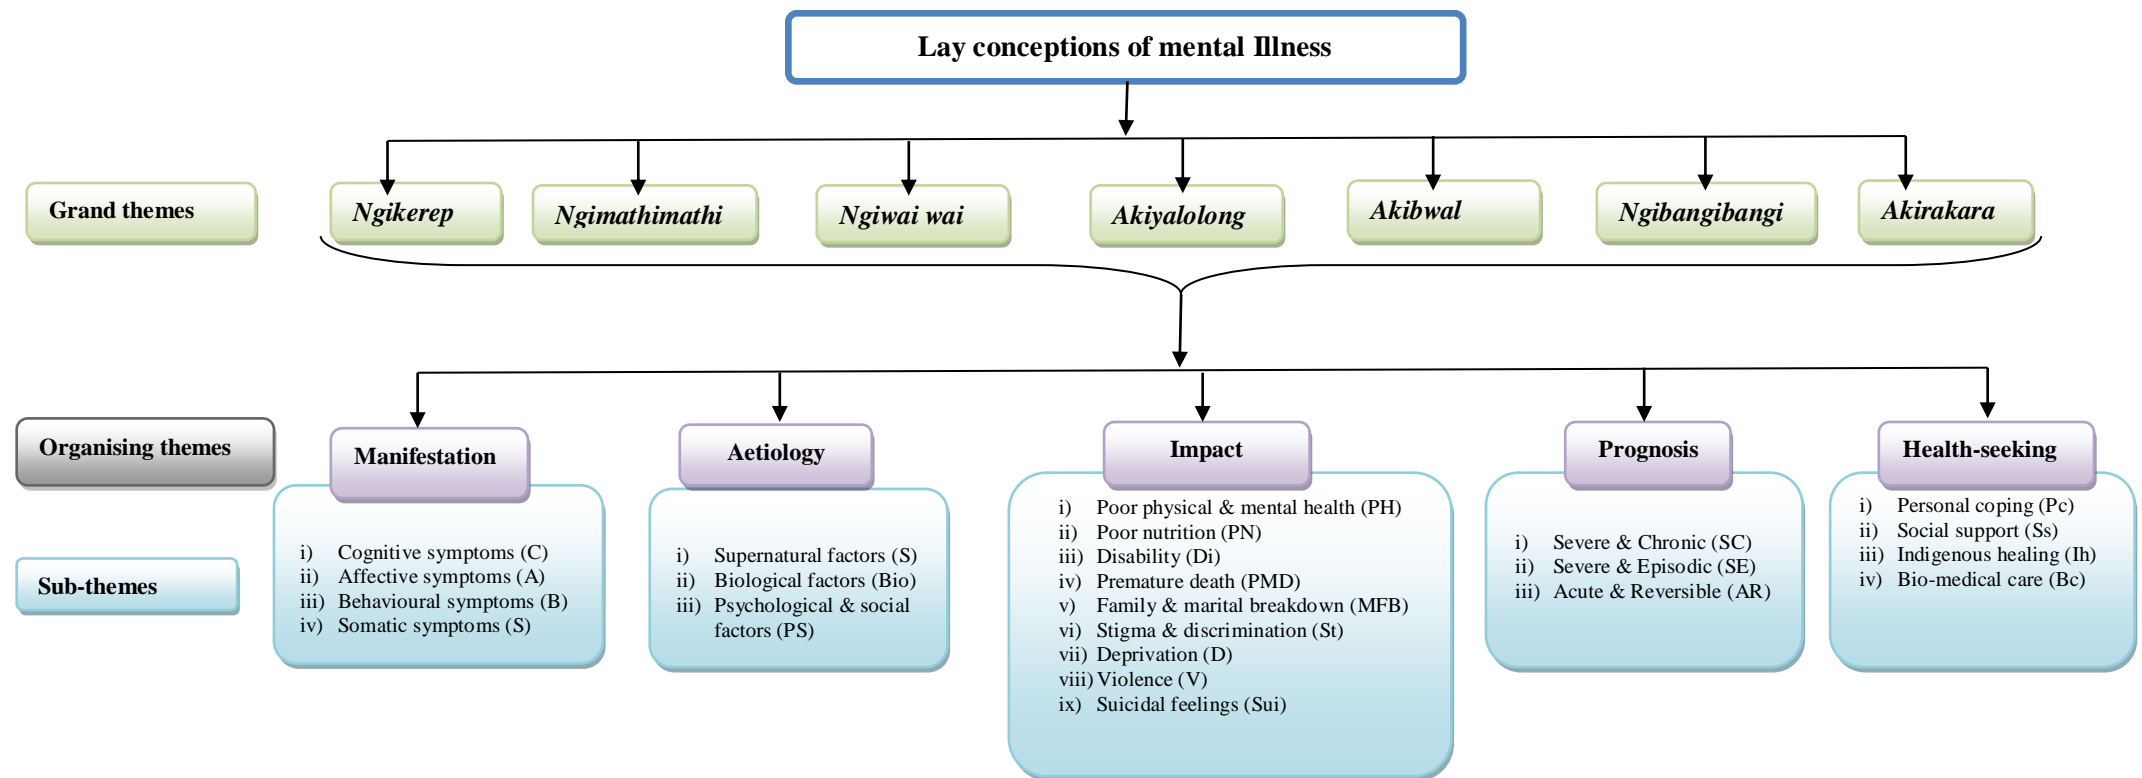 Lay conceptions of mental Illness
Grand themes
Ngikerep
Ngimathimathi
Ngiwai wai
Akiyalolong
Akibwal
Ngibangibangi
Akirakara
Organising themes
Manifestation
Aetiology
Impact
Prognosis
Health-seeking
Sub-themes
i) Cognitive symptoms (C)
ii) Affective symptoms (A)
iii) Behavioural symptoms (B)
iv) Somatic symptoms (S)
i) Supernatural factors (S)
ii) Biological factors (Bio)
iii) Psychological & social
factors (PS)
i) Poor physical & mental health (PH)
ii) Poor nutrition (PN)
iii) Disability (Di)
iv) Premature death (PMD)
v) Family & marital breakdown (MFB)
vi) Stigma & discrimination (St)
vii) Deprivation (D)
viii) Violence (V)
ix) Suicidal feelings (Sui)
i) Severe & Chronic (SC)
ii) Severe & Episodic (SE)
iii) Acute & Reversible (AR)
i) Personal coping (Pc)
ii) Social support (Ss)
iii) Indigenous healing (Ih)
iv) Bio-medical care (Bc)